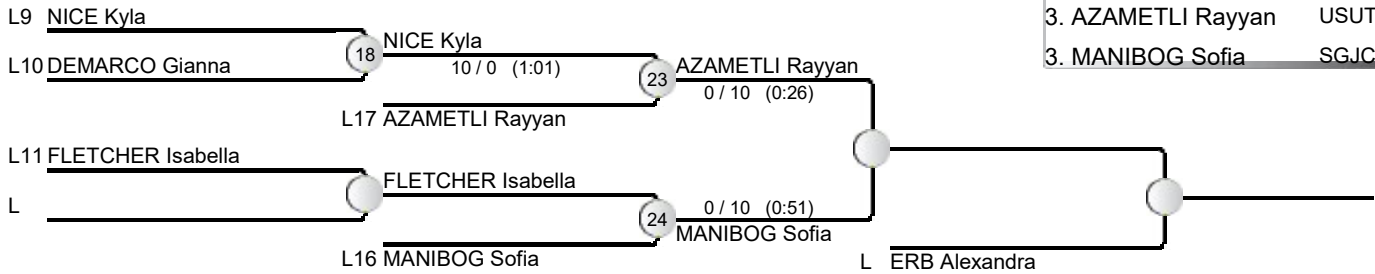 L9 NICE Kyla
3. AZAMETLI Rayyan USUT
18 NICE Kyla
10 / 0 (1:01)
L10 DEMARCO Gianna
3. MANIBOG Sofia SGJC
23 AZAMETLI Rayyan
0 / 10 (0:26)
L17 AZAMETLI Rayyan
L11 FLETCHER Isabella
FLETCHER Isabella
L
24 0 / 10 (0:51)
MANIBOG Sofia
L16 MANIBOG Sofia
L ERB Alexandra